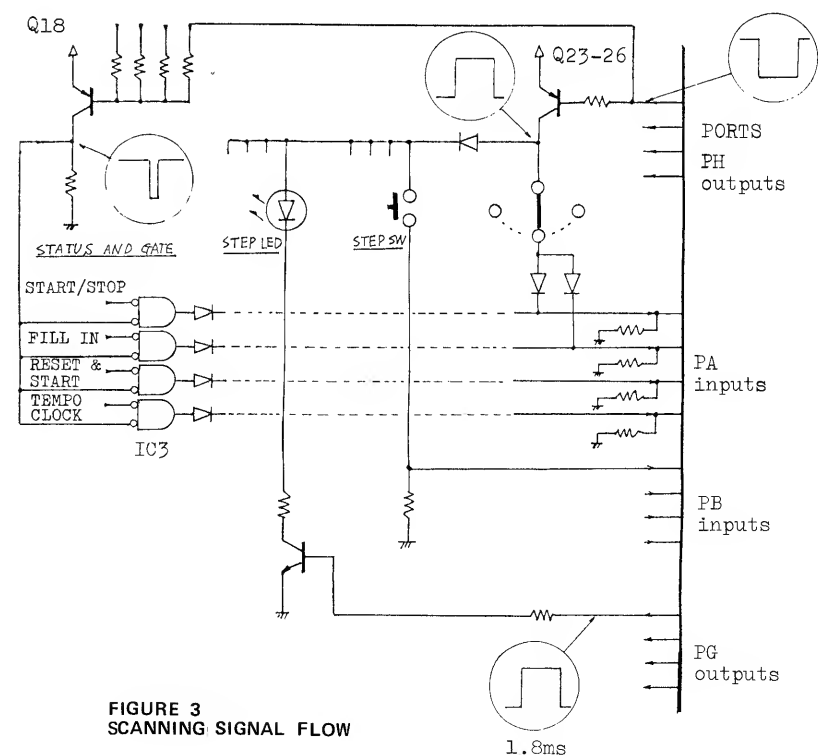 Q18
Q23-26
PORTS
PH
outputs
STATUS AND GATE
STEP LED
STEP SW
START/STOP
FILL IN
RESET &
START
TEMPO
CLOCK
IC3
PA
inputs
PB
inputs
PG
outputs
1.8ms
FIGURE 3
SCANNING SIGNAL FLOW